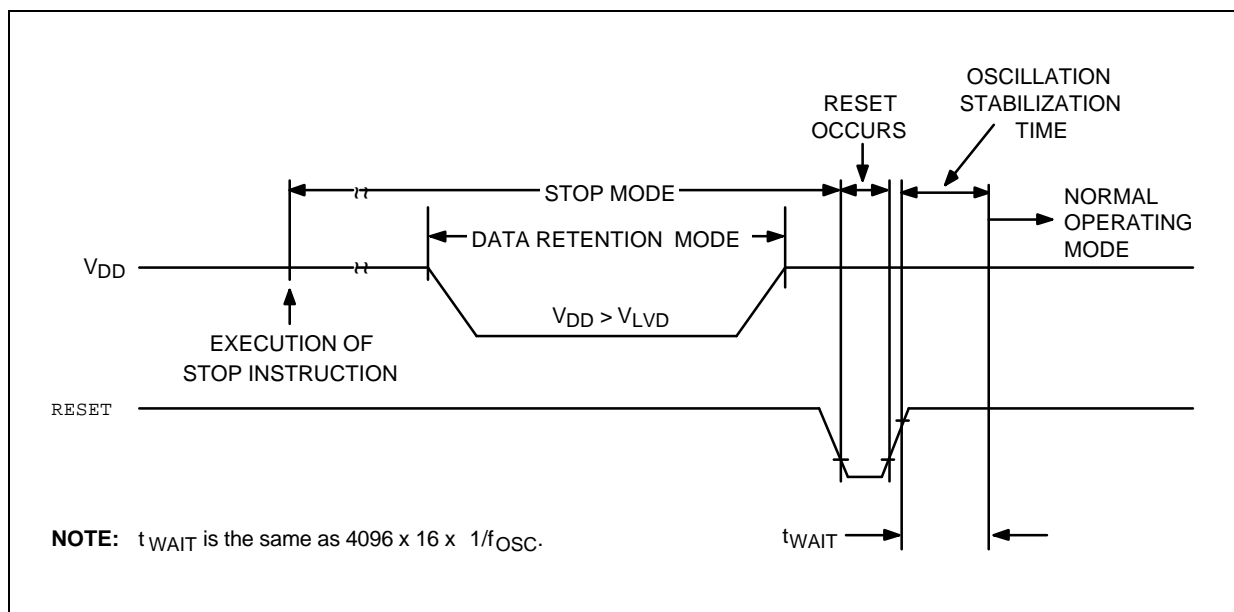 OSCILLATION
STABILIZATION
TIME
RESET
OCCURS
STOP MODE
NORMAL
OPERATING
MODE
DATA RETENTION MODE
VDD
VDD > VLVD
EXECUTION OF
STOP INSTRUCTION
RESET
NOTE: t WAIT is the same as 4096 x 16 x 1/fOSC.
tWAIT